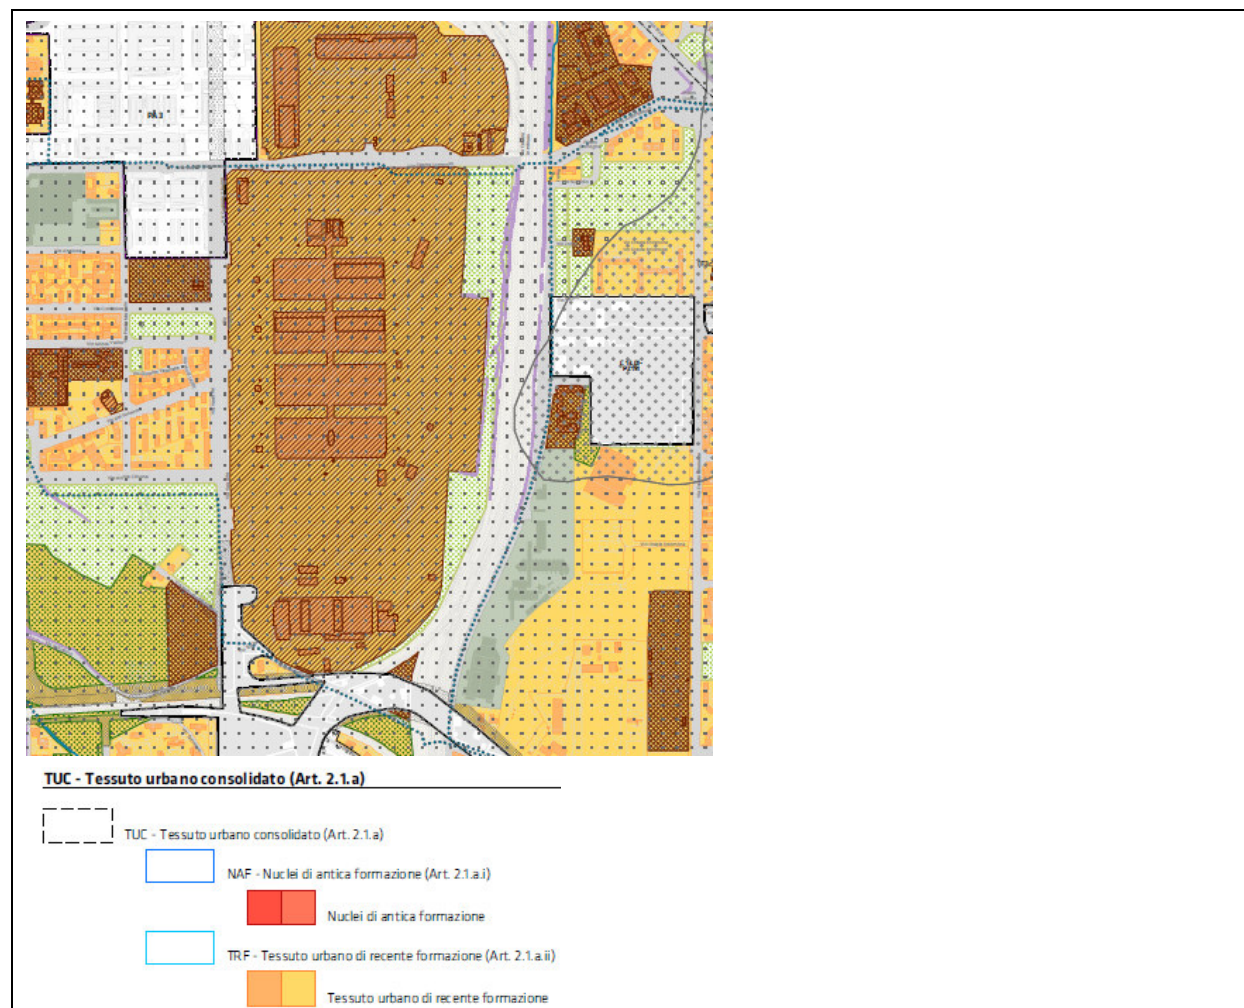 PA 3
TUC - Tessuto urbano consolidato (Art. 2.1.a)
TUC - Tessuto urbano consolidato (Art. 2.1.a)
NAF - Nuclei di antica formazione (Art. 2.1.a.i)
Nuclei di antica formazione
TRF - Tessuto urbano di recente formazione (Art. 2.1.a.ii)
Tessuto urbano di recente formazione